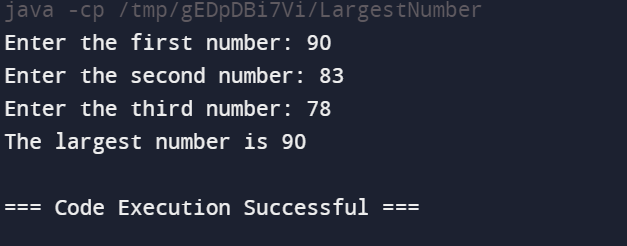 java -cp /tmp/gEDpDBi7Vi/LargestNumber
Enter the first number: 90
Enter the second number: 83
Enter the third number: 78
The largest number is 90
=== Code Execution Successful ===